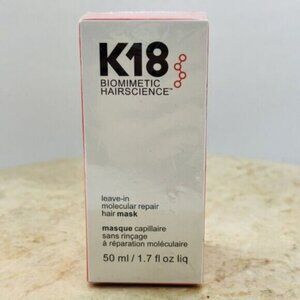 K18
BIOMIMETIC
HAIRSCIENCE™
leave-in
molecular repair
hair mask
masque capillaire
sans rinçage
à réparation moléculaire
50 ml / 1.7 fl oz liq